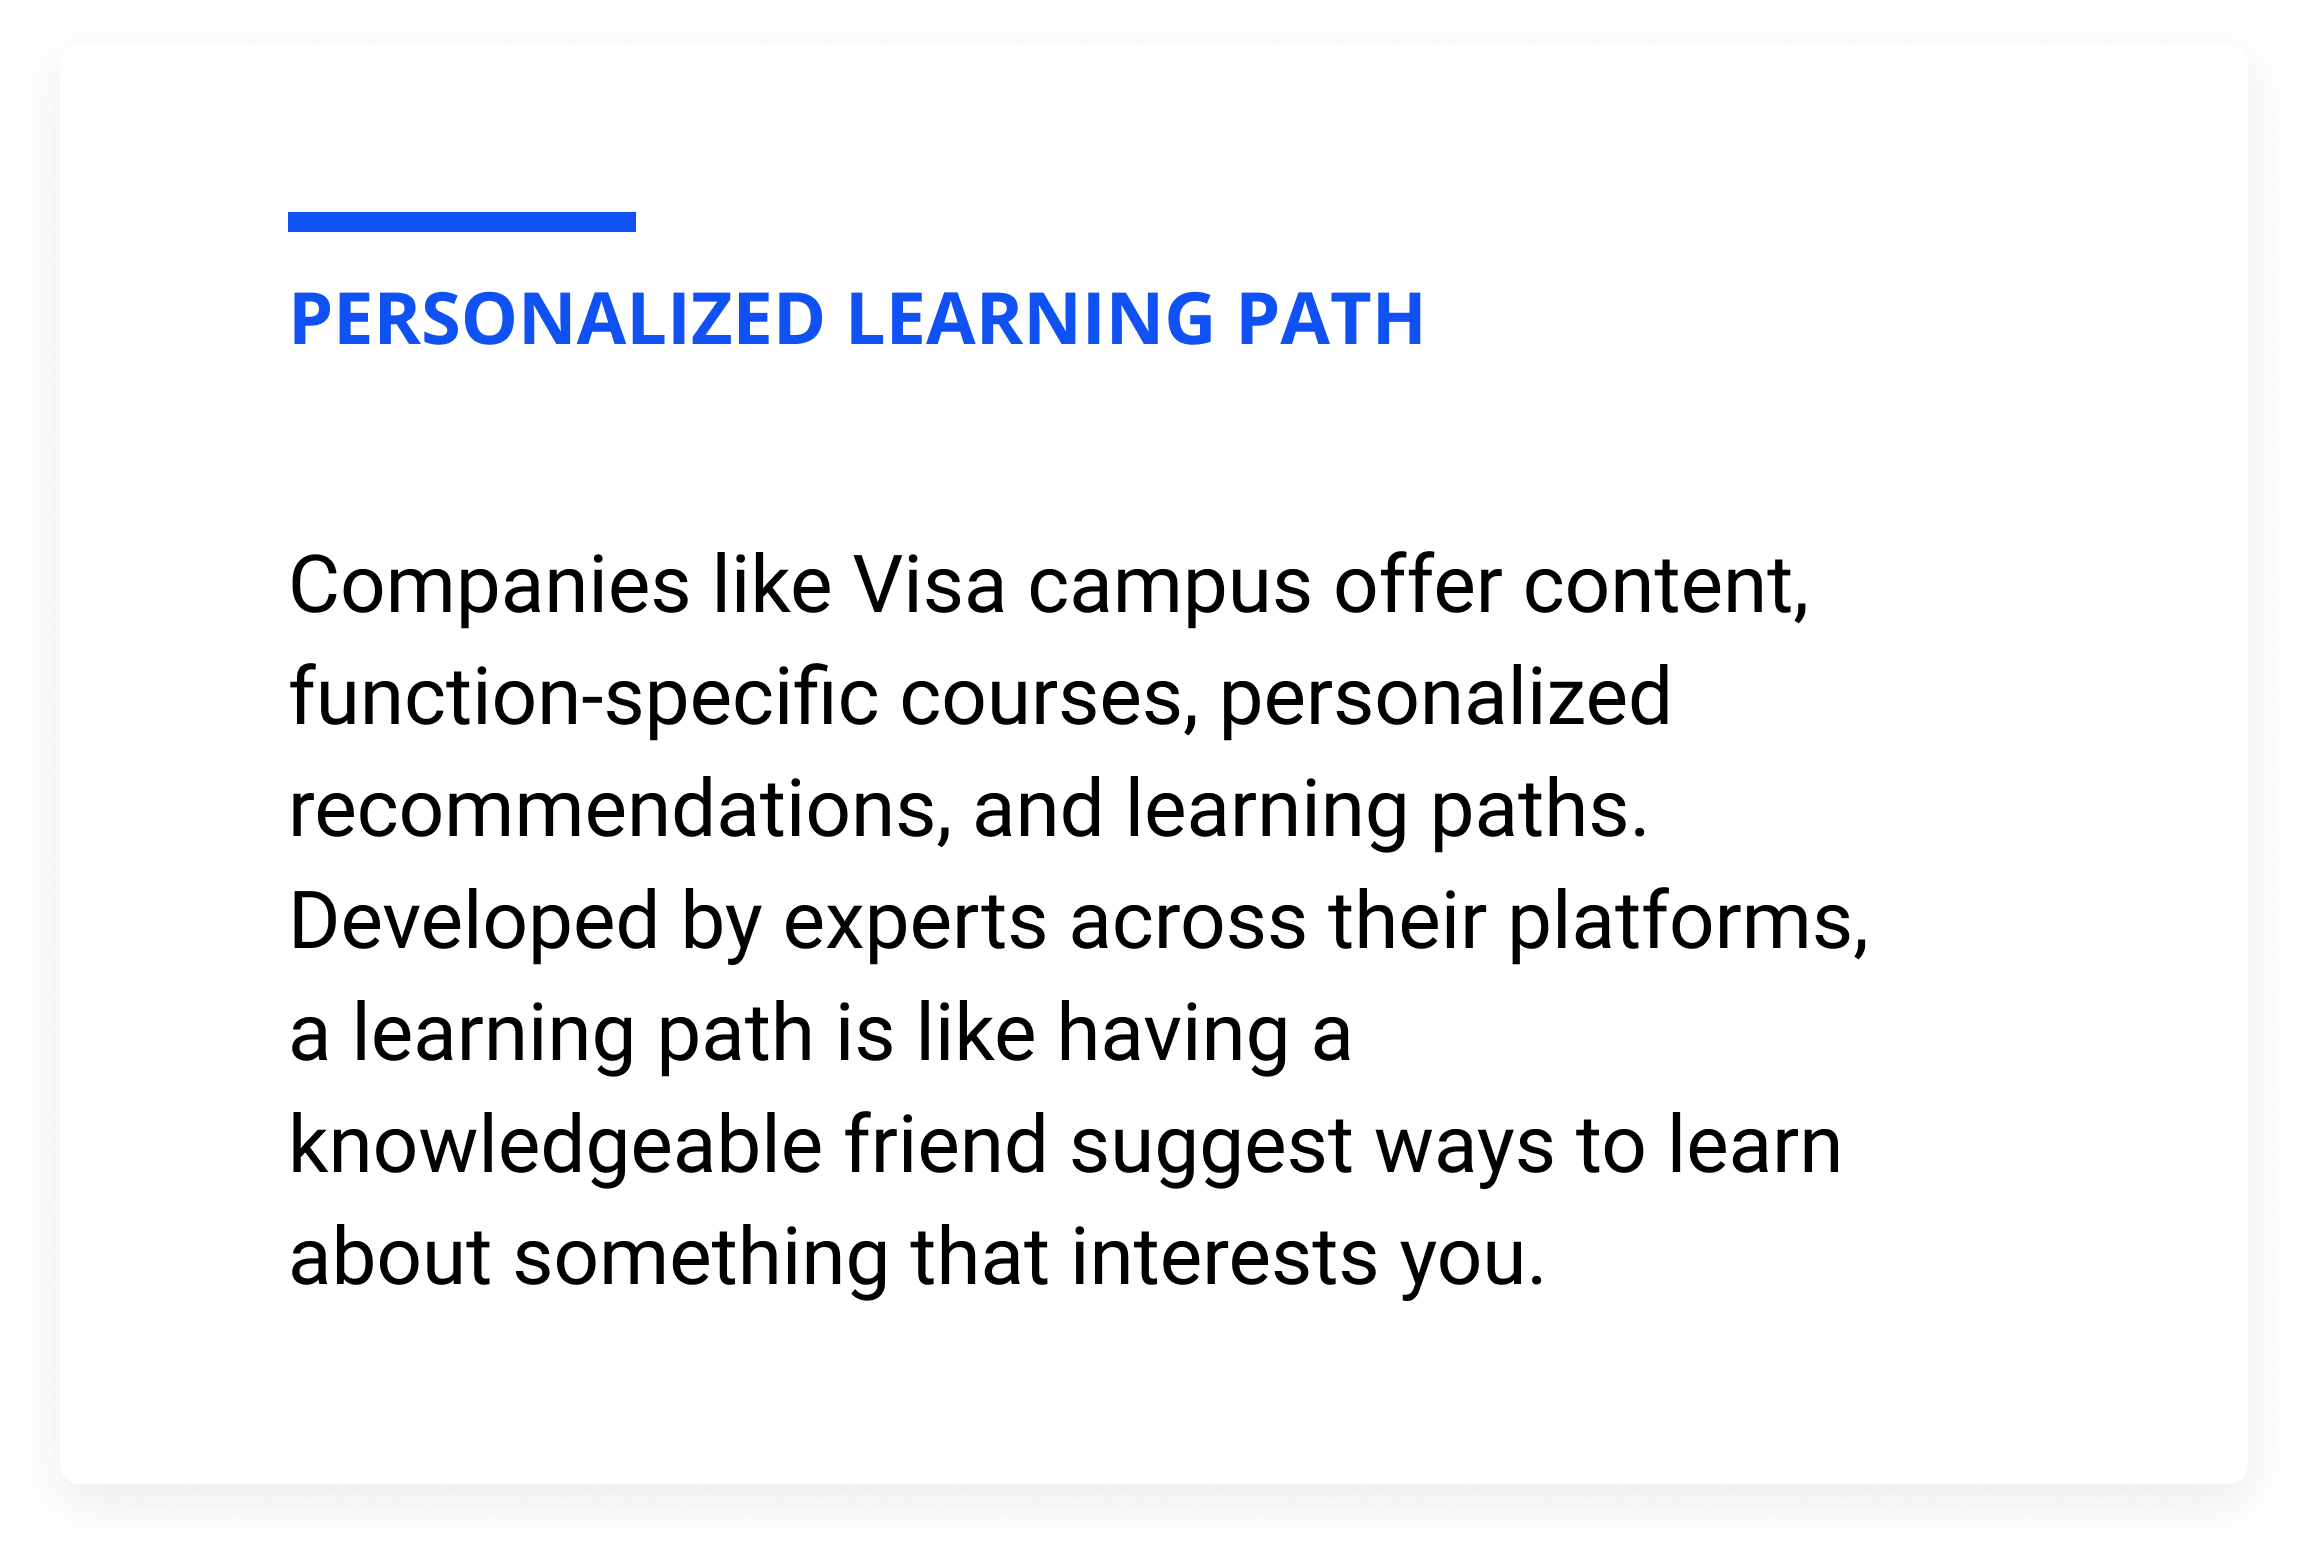 PERSONALIZED LEARNING PATH
Companies like Visa campus offer content,
function-specific courses, personalized
recommendations, and learning paths.
Developed by experts across their platforms,
a learning path is like having a
knowledgeable friend suggest ways to learn
about something that interests you.